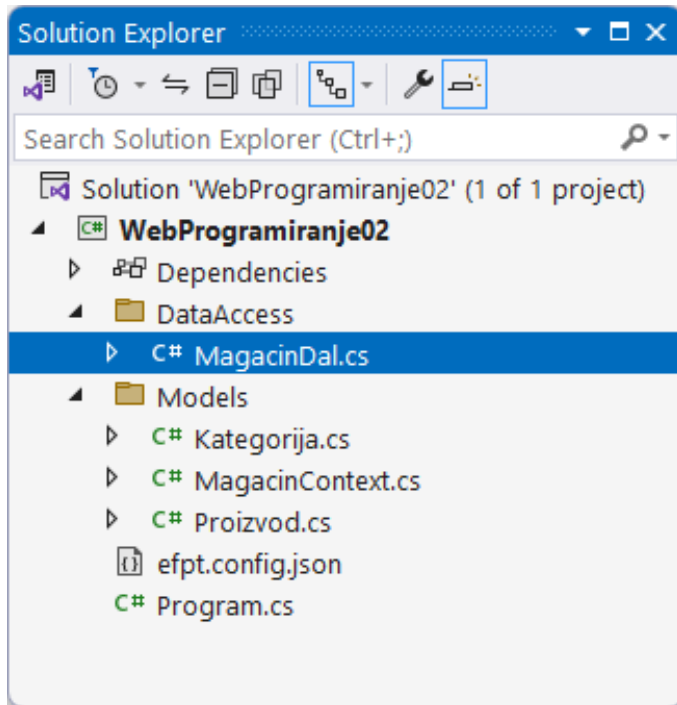 Solution Explorer
Search Solution Explorer (Ctrl+;)
Solution 'WebProgramiranje02' (1 of 1 project)
C# WebProgramiranje02
Dependencies
DataAccess
C# MagacinDal.cs
Models
C# Kategorija.cs
C# MagacinContext.cs
C# Proizvod.cs
efpt.config.json
C# Program.cs